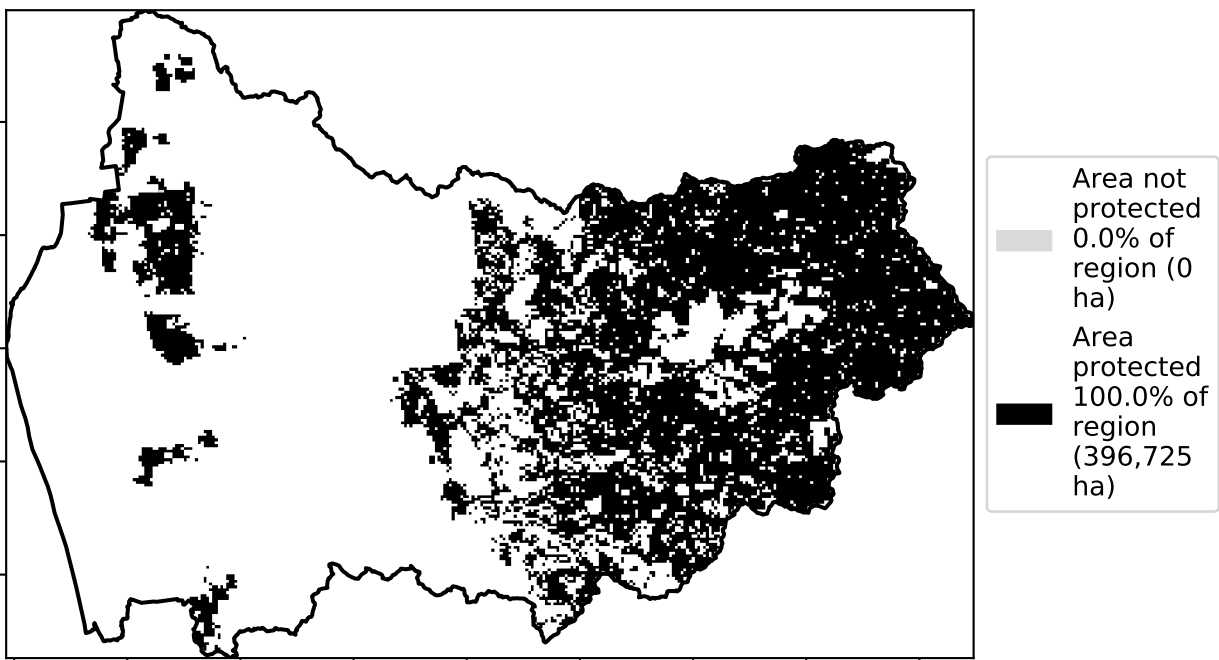 Area not
protected
0.0% of
region (0
ha)
Area
protected
100.0% of
region
(396,725
ha)